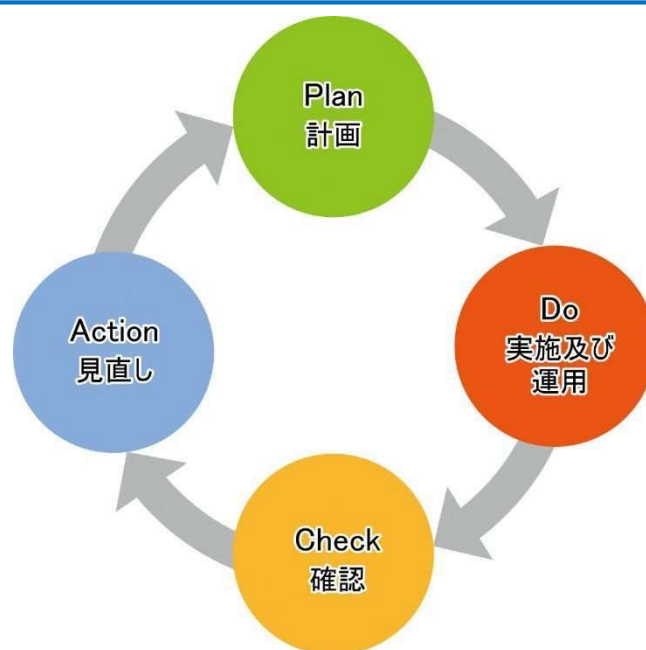 Plan
計画
Do
実施及び
運用
Check
確認
Action
見直し